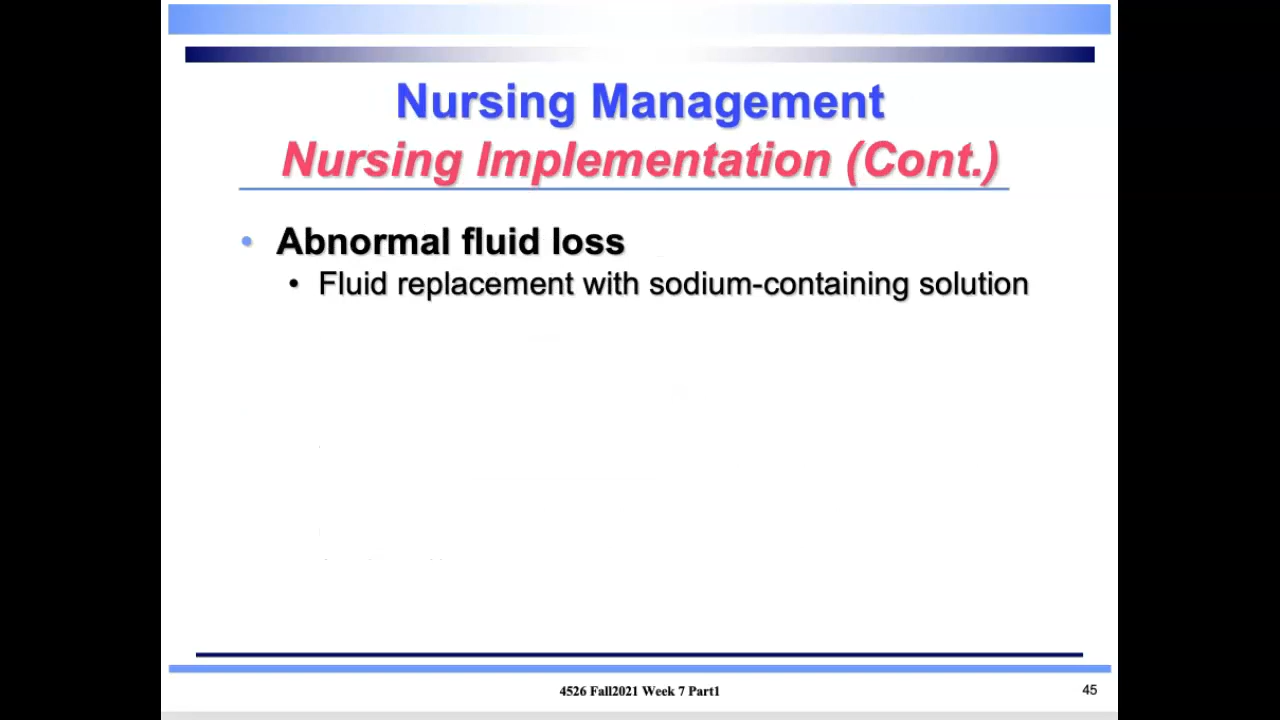 Nursing Management
Nursing Implementation (Cont.)
• Abnormal fluid loss
• Fluid replacement with sodium-containing solution
4526 Fall2021 Week 7 Part1
45